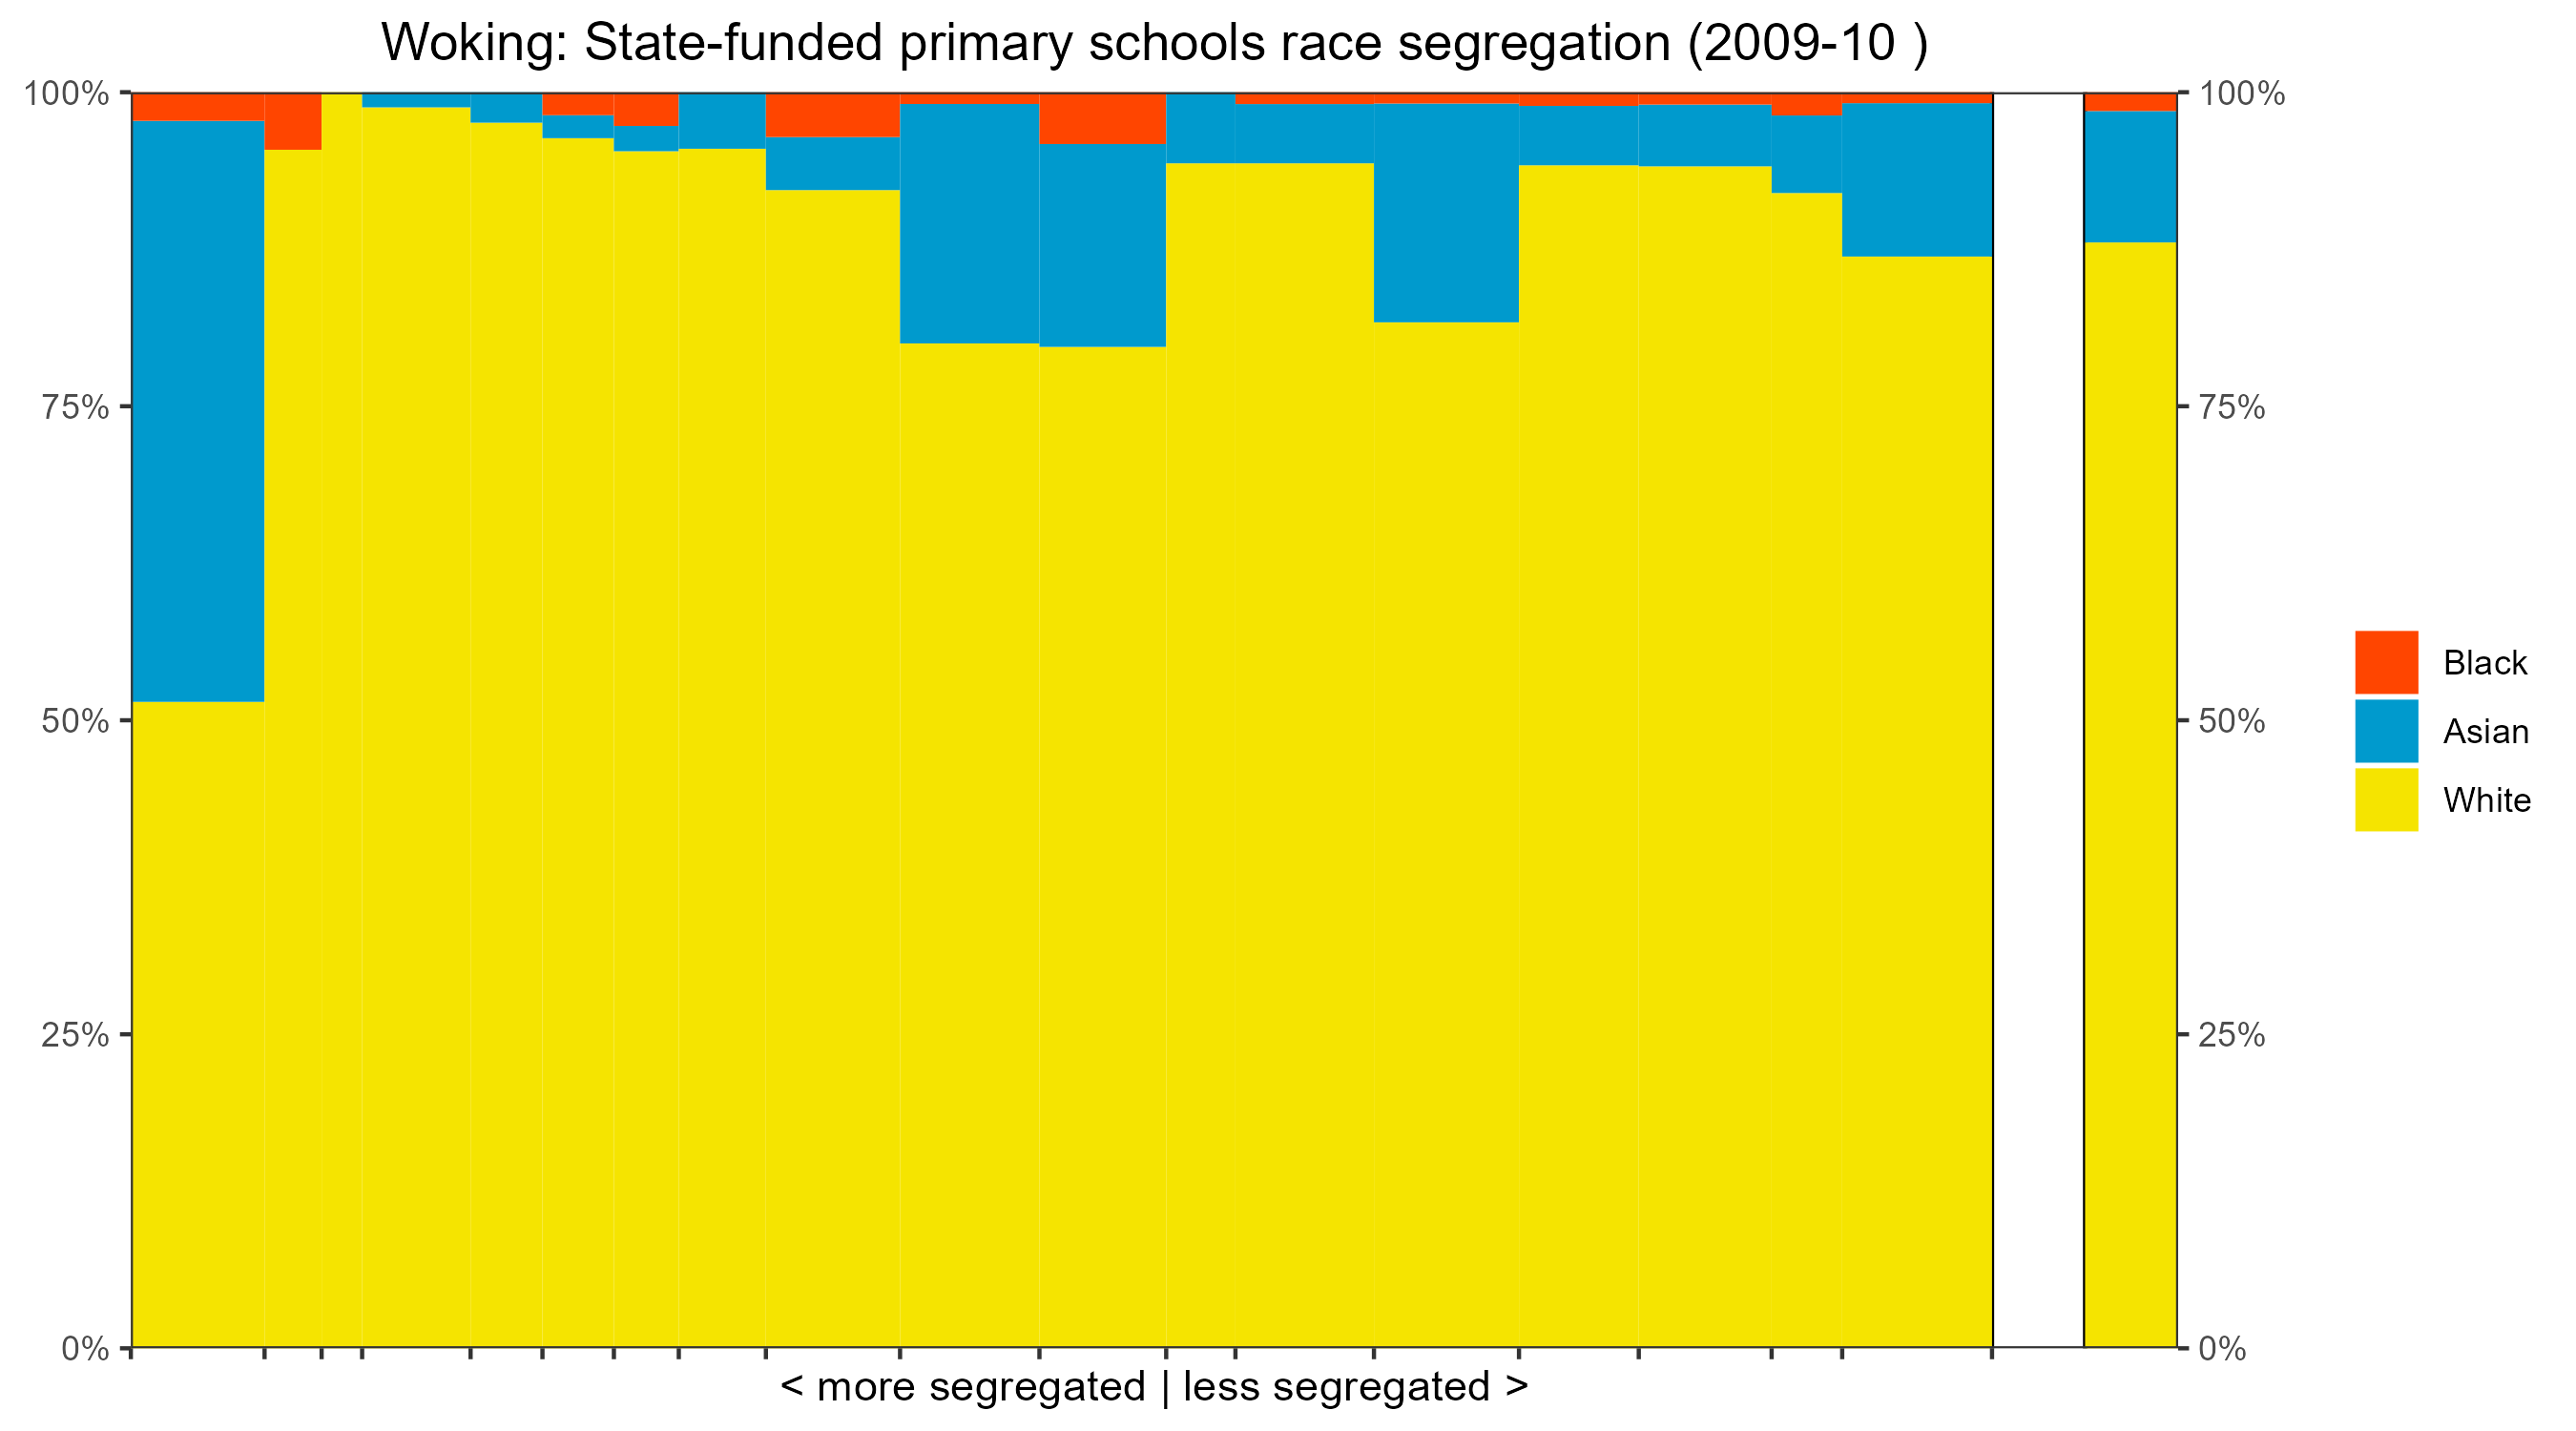 Woking: State-funded primary schools race segregation (2009-10 )
100%
75%
50%
25%
0%
100%
75%
50%
25%
0%
Black
Asian
White
< more segregated | less segregated >